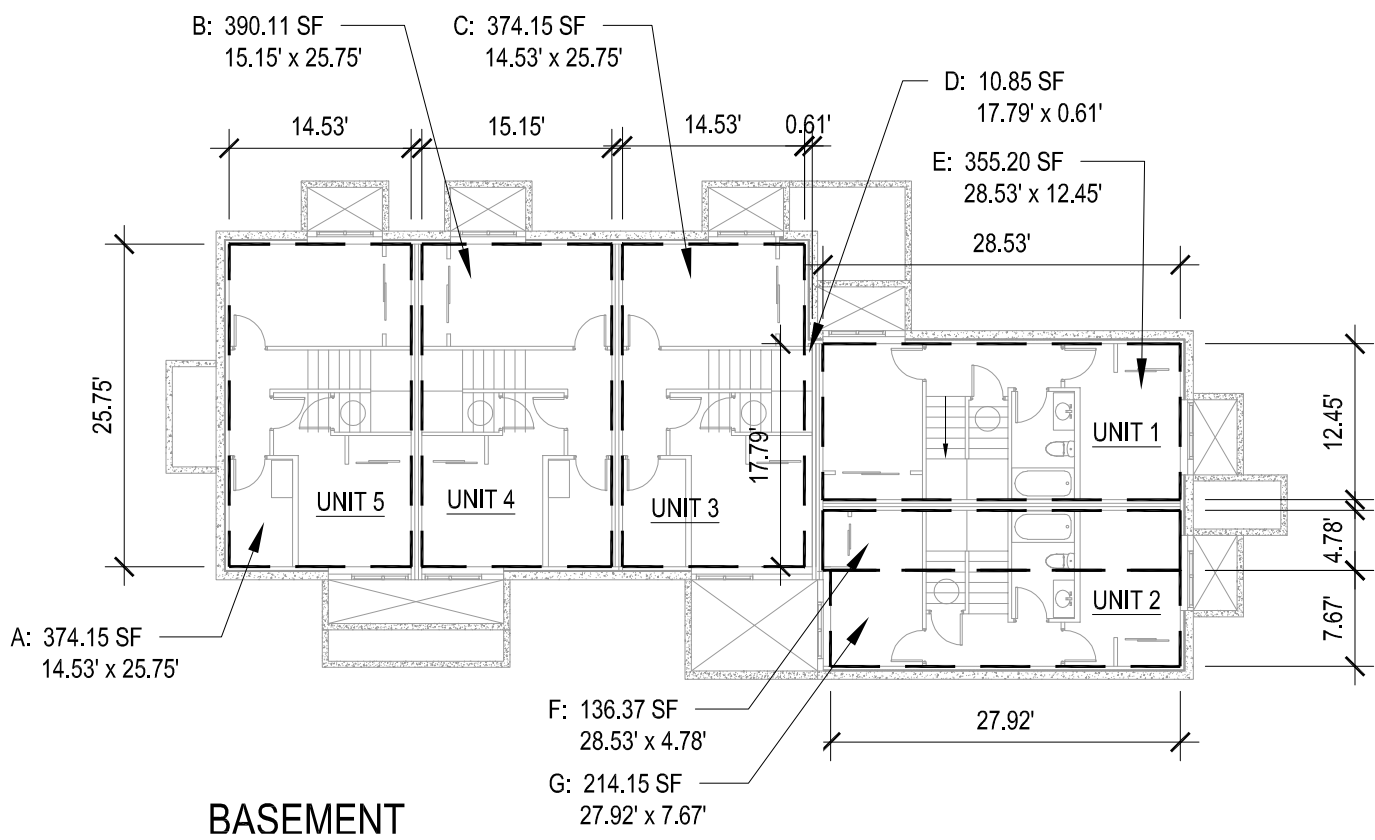 B: 390.11 SF
15.15' x 25.75'
C: 374.15 SF
14.53' x 25.75'
D: 10.85 SF
17.79' x 0.61'
E: 355.20 SF
28.53' x 12.45'
14.53'
15.15'
14.53'
0.61'
28.53'
25.75'
17.79'
12.45'
4.78'
7.67'
UNIT 5
UNIT 4
UNIT 3
UNIT 1
UNIT 2
A: 374.15 SF
14.53' x 25.75'
F: 136.37 SF
28.53' x 4.78'
27.92'
G: 214.15 SF
27.92' x 7.67'
BASEMENT